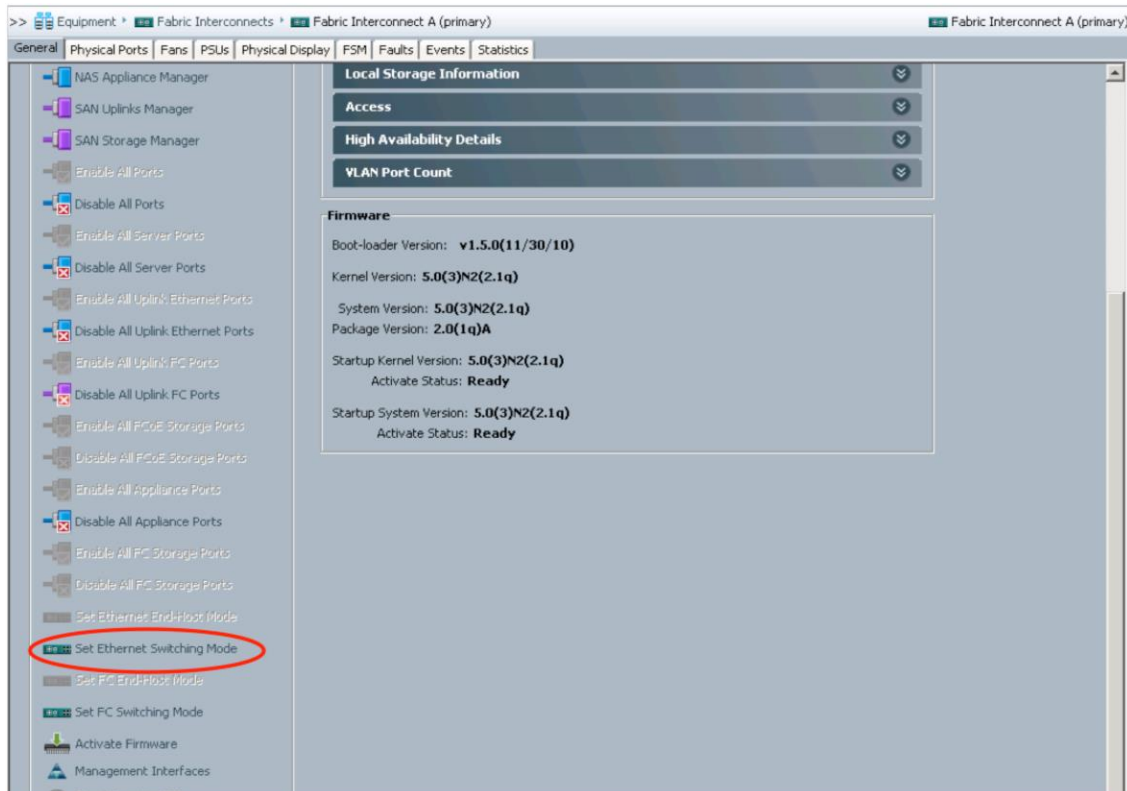 >> Equipment Fabric Interconnects Fabric Interconnect A (primary) Fabric Interconnect A (primary)
General Physical Ports Fans PSUs Physical Display FSM Faults Events Statistics
NAS Appliance Manager
SAN Uplinks Manager
SAN Storage Manager
Enable All Ports
Disable All Ports
Enable All Server Ports
Disable All Server Ports
Enable All Uplink Ethernet Ports
Disable All Uplink Ethernet Ports
Enable All Uplink FC Ports
Disable All Uplink FC Ports
Enable All FCoE Storage Ports
Disable All FCoE Storage Ports
Enable All Appliance Ports
Disable All Appliance Ports
Enable All FC Storage Ports
Disable All FC Storage Ports
Set Ethernet End-Host Mode
Set Ethernet Switching Mode
Set FC End-Host Mode
Set FC Switching Mode
Activate Firmware
Management Interfaces
Local Storage Information
Access
High Availability Details
VLAN Port Count
Firmware
Boot-loader Version: v1.5.0(11/30/10)
Kernel Version: 5.0(3)N2(2.1q)
System Version: 5.0(3)N2(2.1q)
Package Version: 2.0(1q)A
Startup Kernel Version: 5.0(3)N2(2.1q)
Activate Status: Ready
Startup System Version: 5.0(3)N2(2.1q)
Activate Status: Ready